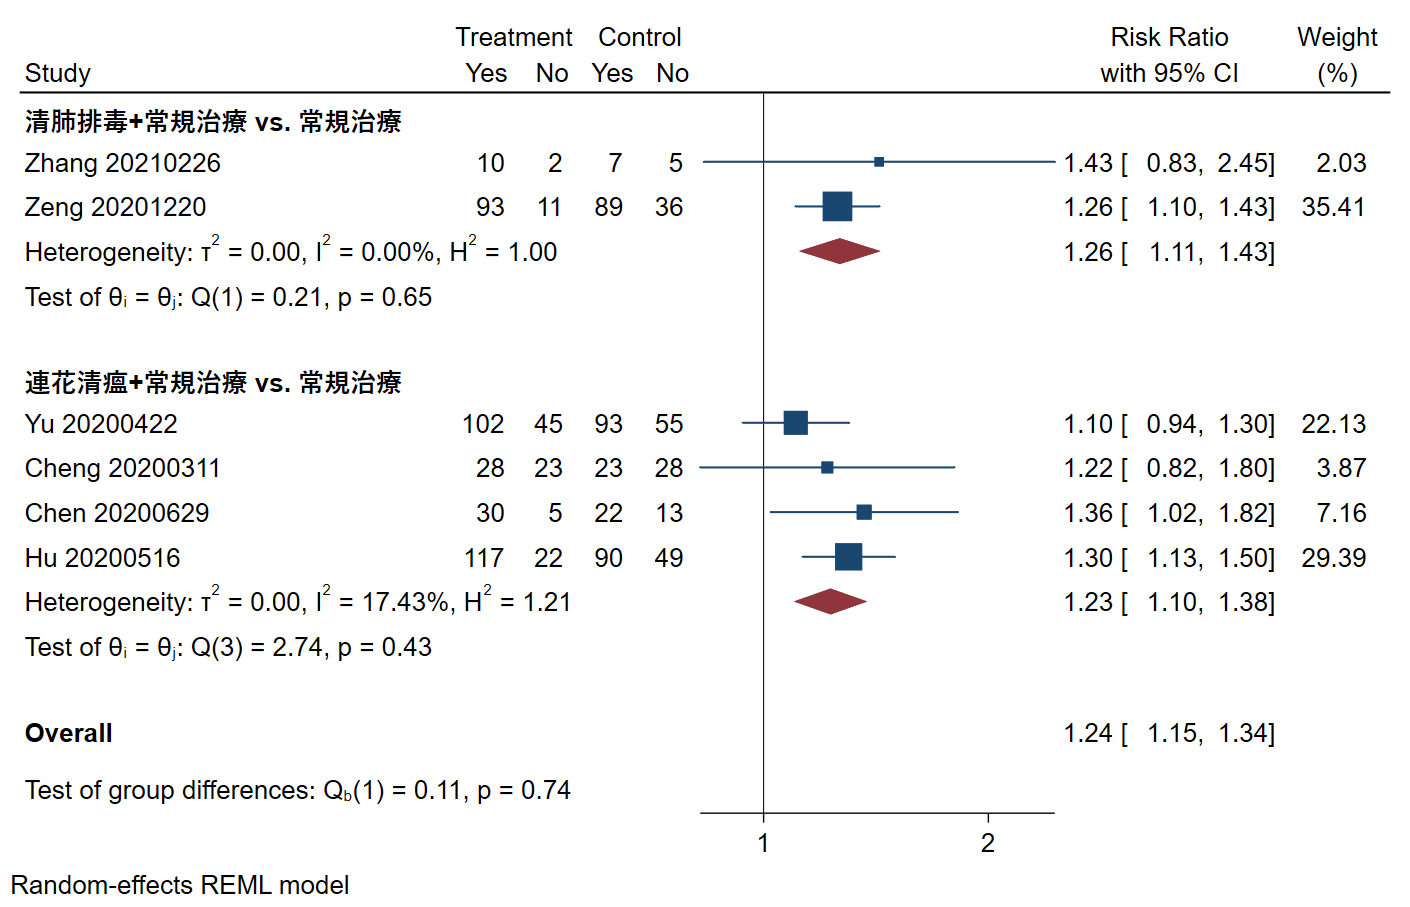 Treatment Control Risk Ratio Weight
Study Yes No Yes No with 95% CI (%)
清肺排毒+常規治療 vs. 常規治療
Zhang 20210226 10 2 7 5 1.43 [ 0.83, 2.45] 2.03
Zeng 20201220 93 11 89 36 1.26 [ 1.10, 1.43] 35.41
Heterogeneity: τ² = 0.00, I² = 0.00%, H² = 1.00 1.26 [ 1.11, 1.43]
Test of θᵢ = θⱼ: Q(1) = 0.21, p = 0.65
連花清瘟+常規治療 vs. 常規治療
Yu 20200422 102 45 93 55 1.10 [ 0.94, 1.30] 22.13
Cheng 20200311 28 23 23 28 1.22 [ 0.82, 1.80] 3.87
Chen 20200629 30 5 22 13 1.36 [ 1.02, 1.82] 7.16
Hu 20200516 117 22 90 49 1.30 [ 1.13, 1.50] 29.39
Heterogeneity: τ² = 0.00, I² = 17.43%, H² = 1.21 1.23 [ 1.10, 1.38]
Test of θᵢ = θⱼ: Q(3) = 2.74, p = 0.43
Overall 1.24 [ 1.15, 1.34]
Test of group differences: Q_b(1) = 0.11, p = 0.74
1 2
Random-effects REML model